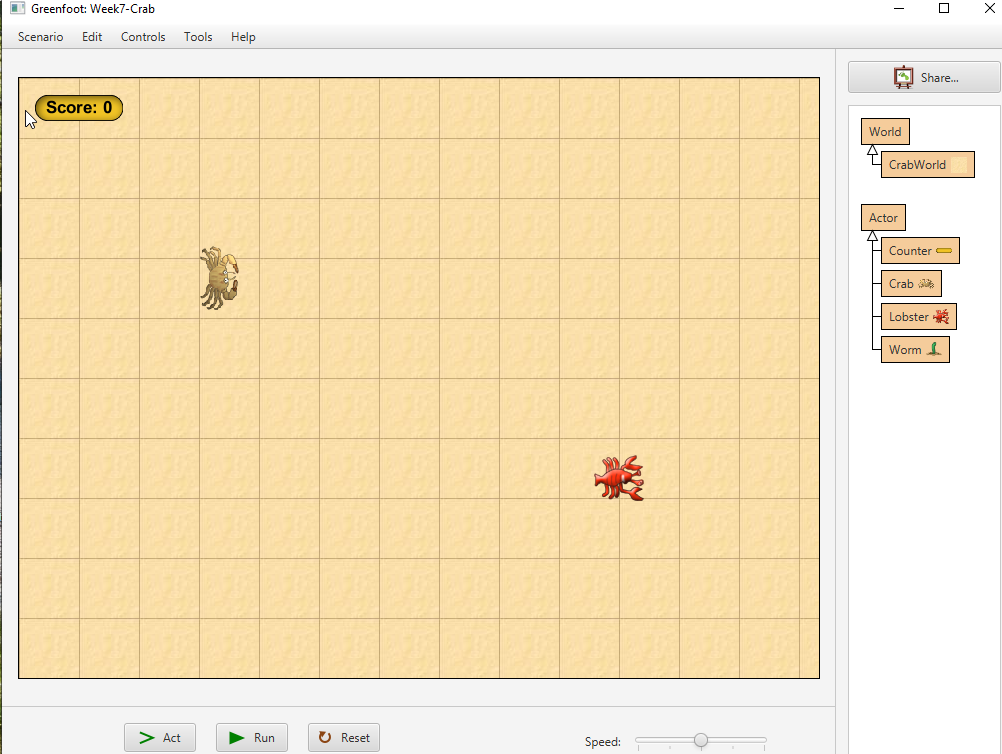 Greenfoot: Week7-Crab
Scenario Edit Controls Tools Help
Score: 0
Share...
World
CrabWorld
Actor
Counter
Crab
Lobster
Worm
Act Run Reset Speed: